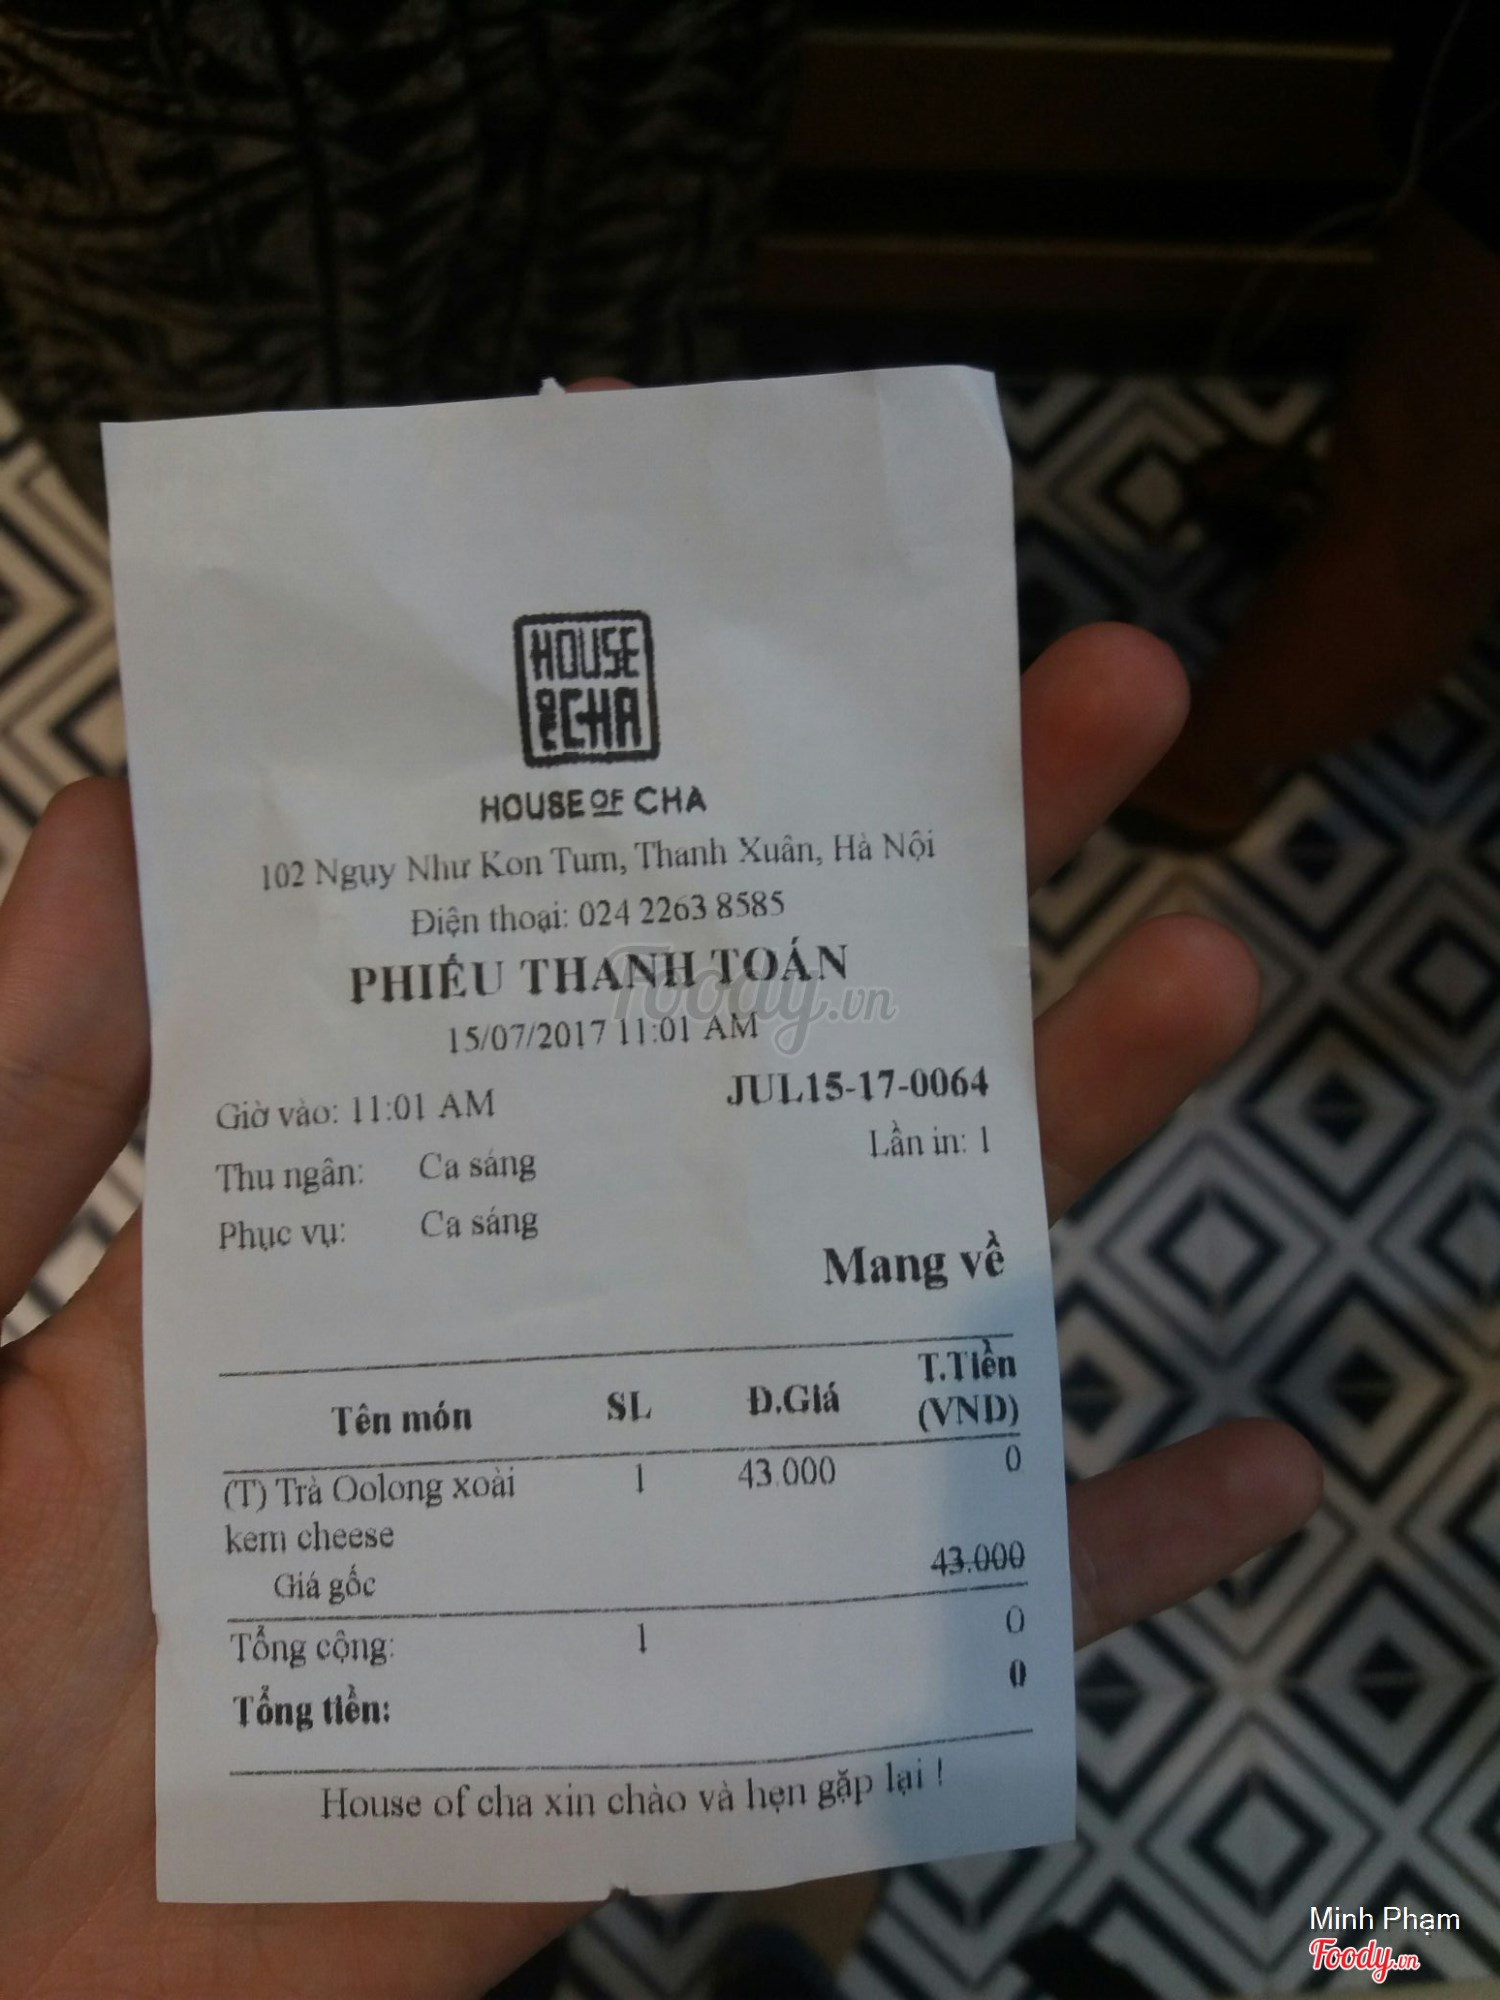 HOUSE
OF CHA
HOUSE OF CHA
102 Ngụy Như Kon Tum, Thanh Xuân, Hà Nội
Điện thoại: 024 2263 8585
PHIẾU THANH TOÁN
Foody.vn
15/07/2017 11:01 AM
JUL15-17-0064
Giờ vào: 11:01 AM
Lần in: 1
Thu ngân: Ca sáng
Phục vụ: Ca sáng
Mang về
Tên món SL Đ.Giá T.Tiền
(VND)
(T) Trà Oolong xoài 1 43.000 0
kem cheese
Giá gốc 43.000
Tổng cộng: 1 0
Tổng tiền: 0
House of cha xin chào và hẹn gặp lại !
Minh Phạm
Foody.vn